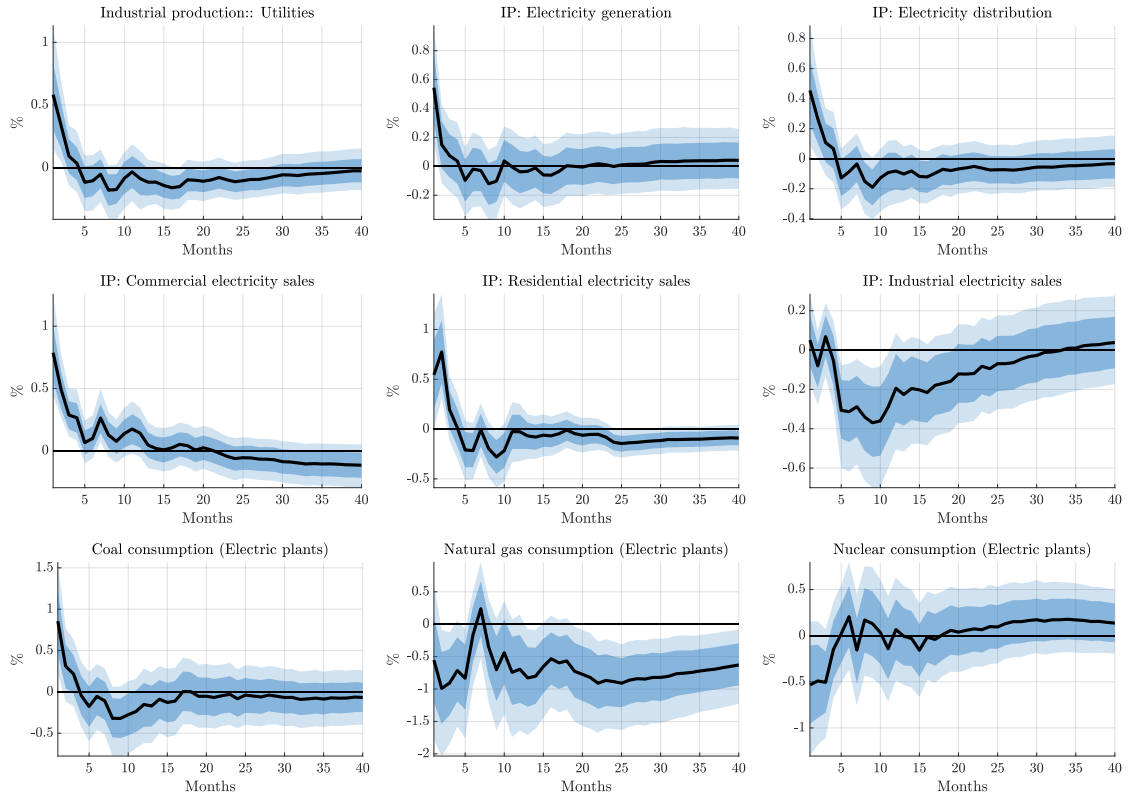 Industrial production:: Utilities
%
1
0.5
0
5 10 15 20 25 30 35 40
Months
IP: Electricity generation
%
0.8
0.6
0.4
0.2
0
-0.2
5 10 15 20 25 30 35 40
Months
IP: Electricity distribution
%
0.8
0.6
0.4
0.2
0
-0.2
-0.4
5 10 15 20 25 30 35 40
Months
IP: Commercial electricity sales
%
1
0.5
0
5 10 15 20 25 30 35 40
Months
IP: Residential electricity sales
%
1
0.5
0
-0.5
5 10 15 20 25 30 35 40
Months
IP: Industrial electricity sales
%
0.2
0
-0.2
-0.4
-0.6
5 10 15 20 25 30 35 40
Months
Coal consumption (Electric plants)
%
1.5
1
0.5
0
-0.5
5 10 15 20 25 30 35 40
Months
Natural gas consumption (Electric plants)
%
0
-0.5
-1
-1.5
-2
5 10 15 20 25 30 35 40
Months
Nuclear consumption (Electric plants)
%
0.5
0
-0.5
-1
5 10 15 20 25 30 35 40
Months